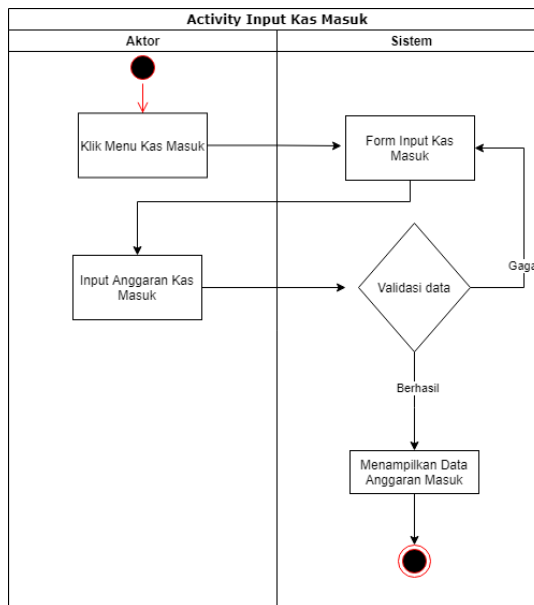 Activity Input Kas Masuk
Aktor
Sistem
Klik Menu Kas Masuk
Form Input Kas
Masuk
Input Anggaran Kas
Masuk
Validasi data
Gaga
Berhasil
Menampilkan Data
Anggaran Masuk